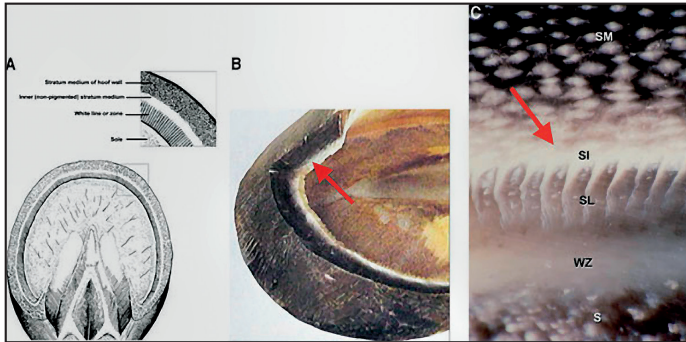 A
Stratum medium of hoof wall
Inner (non-pigmented) stratum medium
White line or zone
Sole
B
C
SM
SI
SL
WZ
S